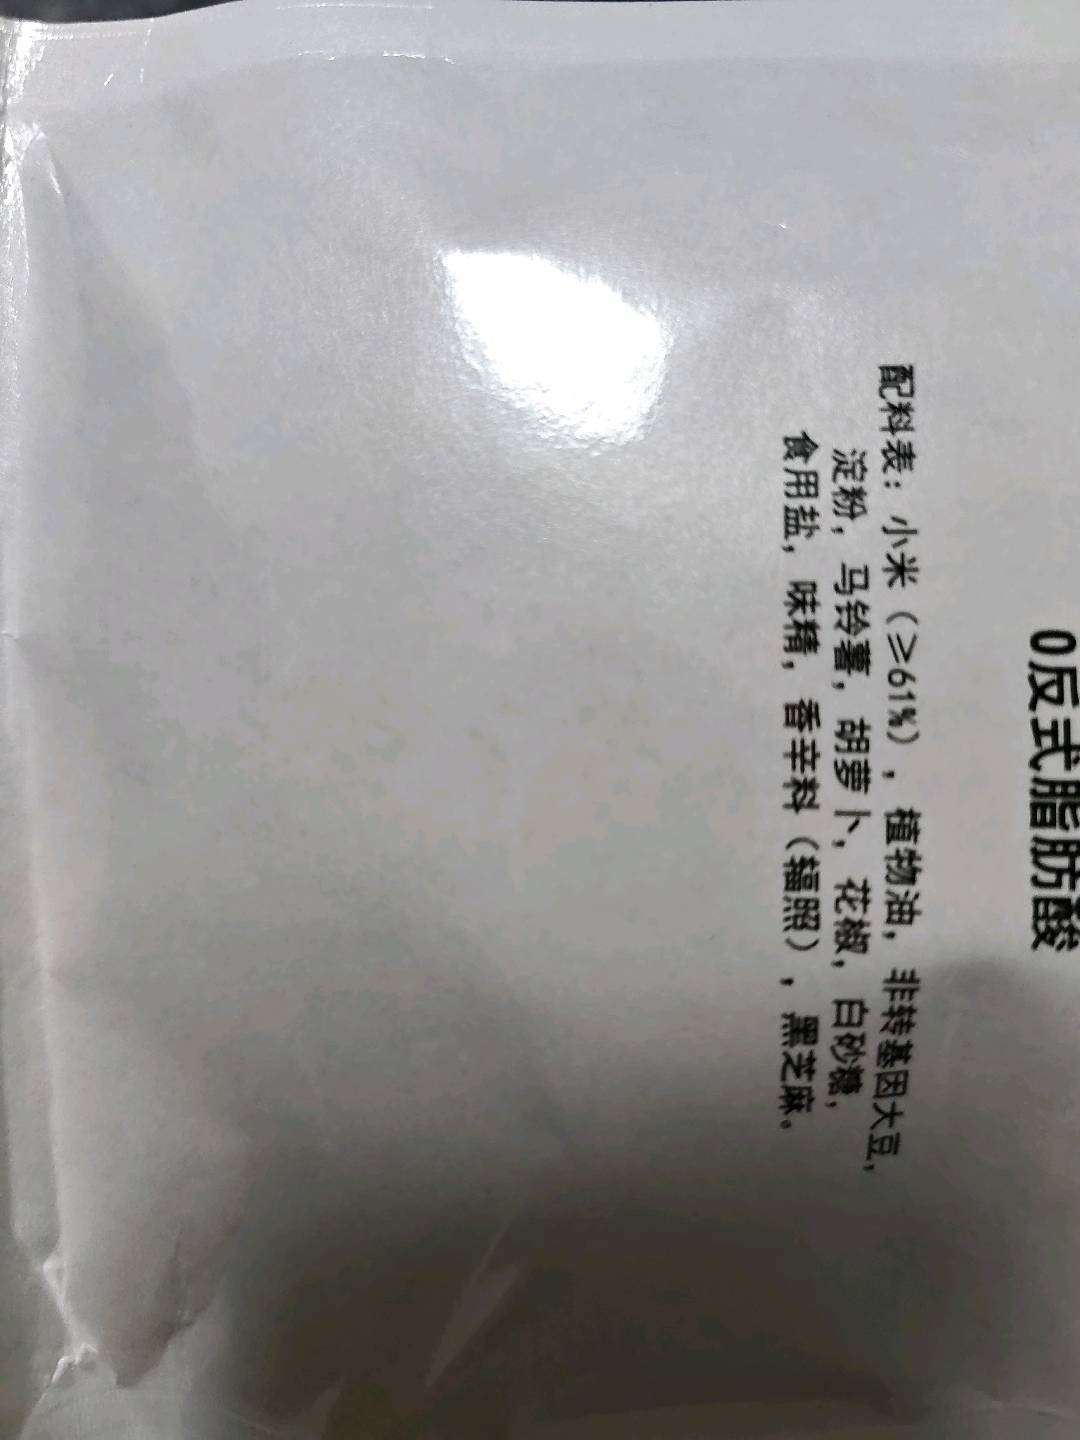 0反式脂肪酸
配料表：小米（≥61%），植物油，非转基因大豆，
淀粉，马铃薯，胡萝卜，花椒，白砂糖，
食用盐，味精，香辛料（辐照），黑芝麻。